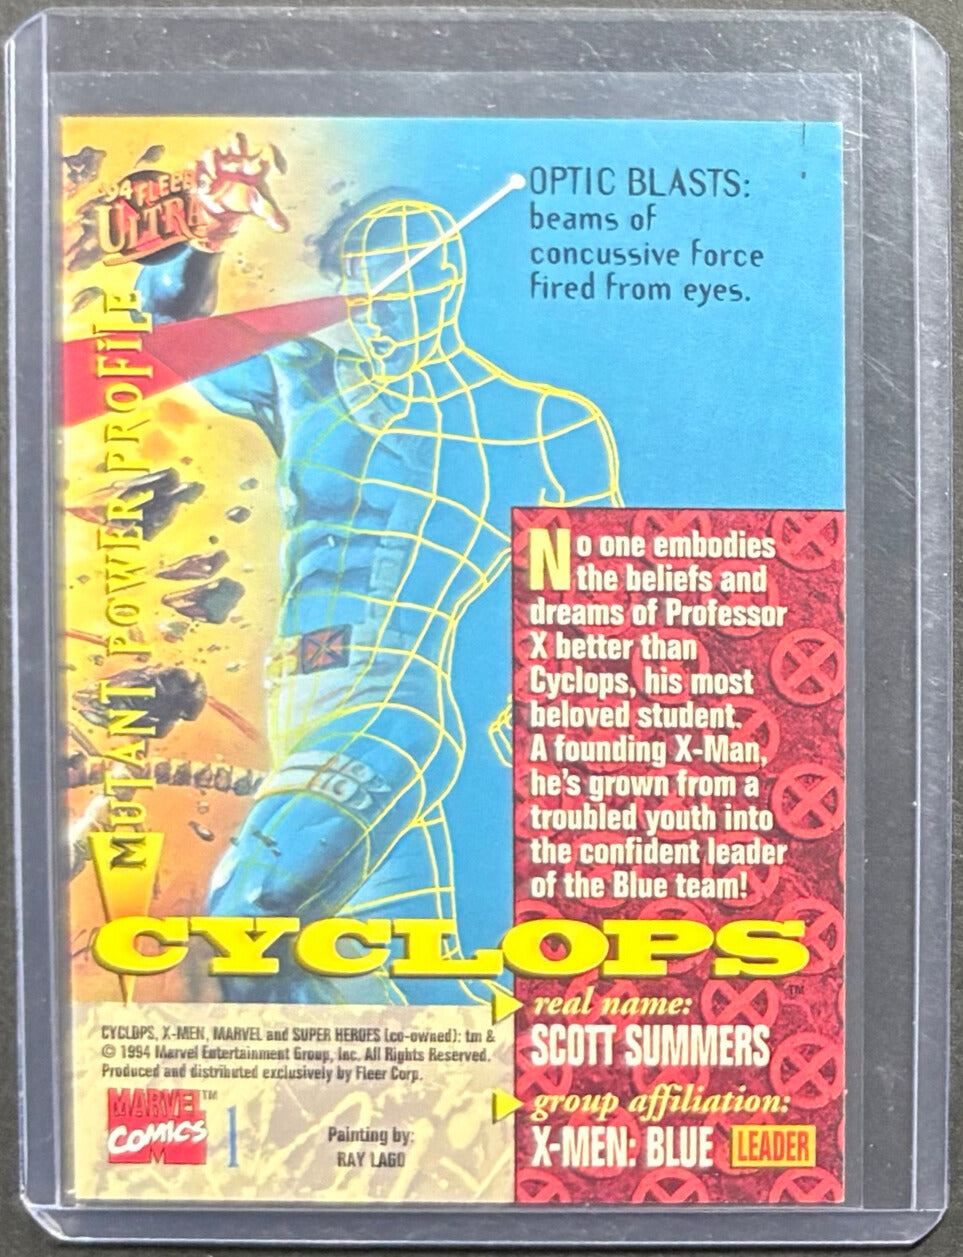 '94 FLEER
ULTRA
MUTANT POWER PROFILE
OPTIC BLASTS:
beams of
concussive force
fired from eyes.
No one embodies
the beliefs and
dreams of Professor
X better than
Cyclops, his most
beloved student.
A founding X-Man,
he's grown from a
troubled youth into
the confident leader
of the Blue team!
CYCLOPS
TM
real name:
SCOTT SUMMERS
group affiliation:
X-MEN: BLUE LEADER
CYCLOPS, X-MEN, MARVEL and SUPER HEROES (co-owned): tm &
© 1994 Marvel Entertainment Group, Inc. All Rights Reserved.
Produced and distributed exclusively by Fleer Corp.
MARVEL™
COMICS
M
1
Painting by:
RAY LAGO